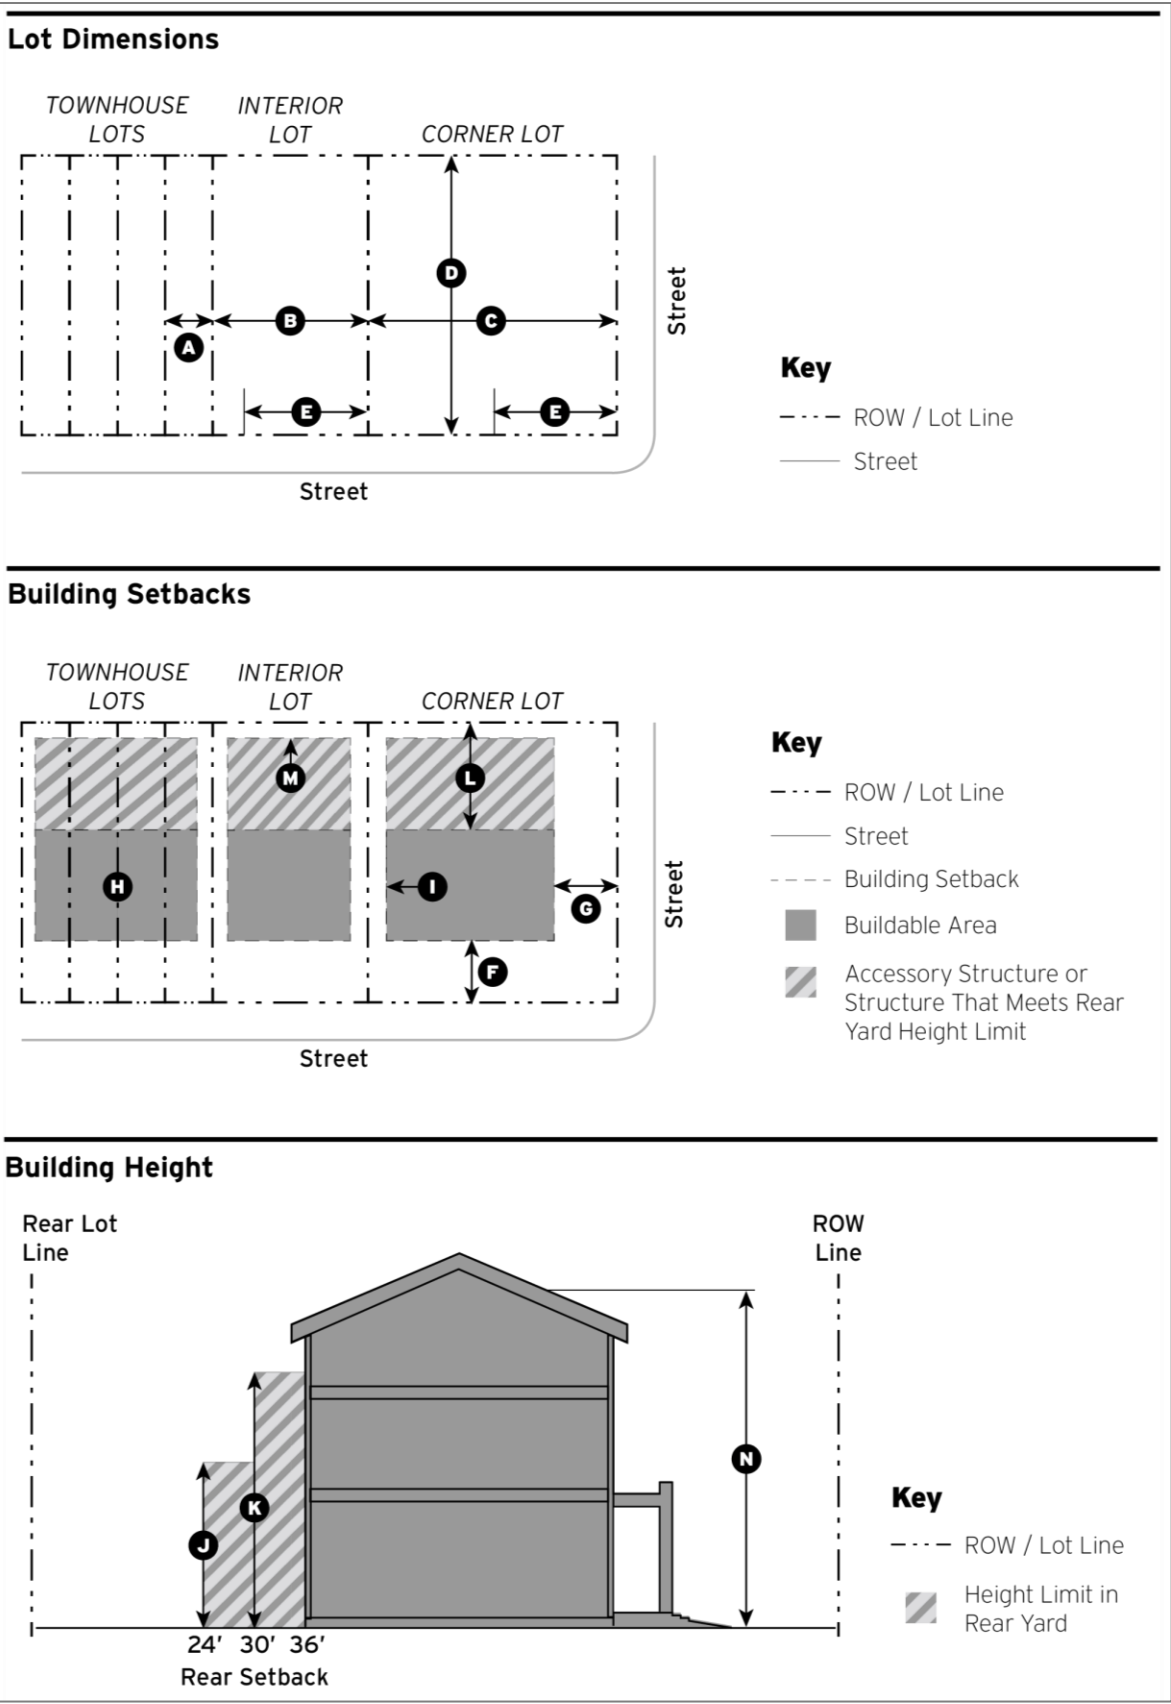 Lot Dimensions
TOWNHOUSE
LOTS
INTERIOR
LOT
CORNER LOT
D
B
C
A
E
E
Street
Street
Key
ROW / Lot Line
Street
Building Setbacks
TOWNHOUSE
LOTS
INTERIOR
LOT
CORNER LOT
M
L
H
I
G
F
Street
Street
Key
ROW / Lot Line
Street
Building Setback
Buildable Area
Accessory Structure or
Structure That Meets Rear
Yard Height Limit
Building Height
Rear Lot
Line
ROW
Line
N
K
J
24' 30' 36'
Rear Setback
Key
ROW / Lot Line
Height Limit in
Rear Yard